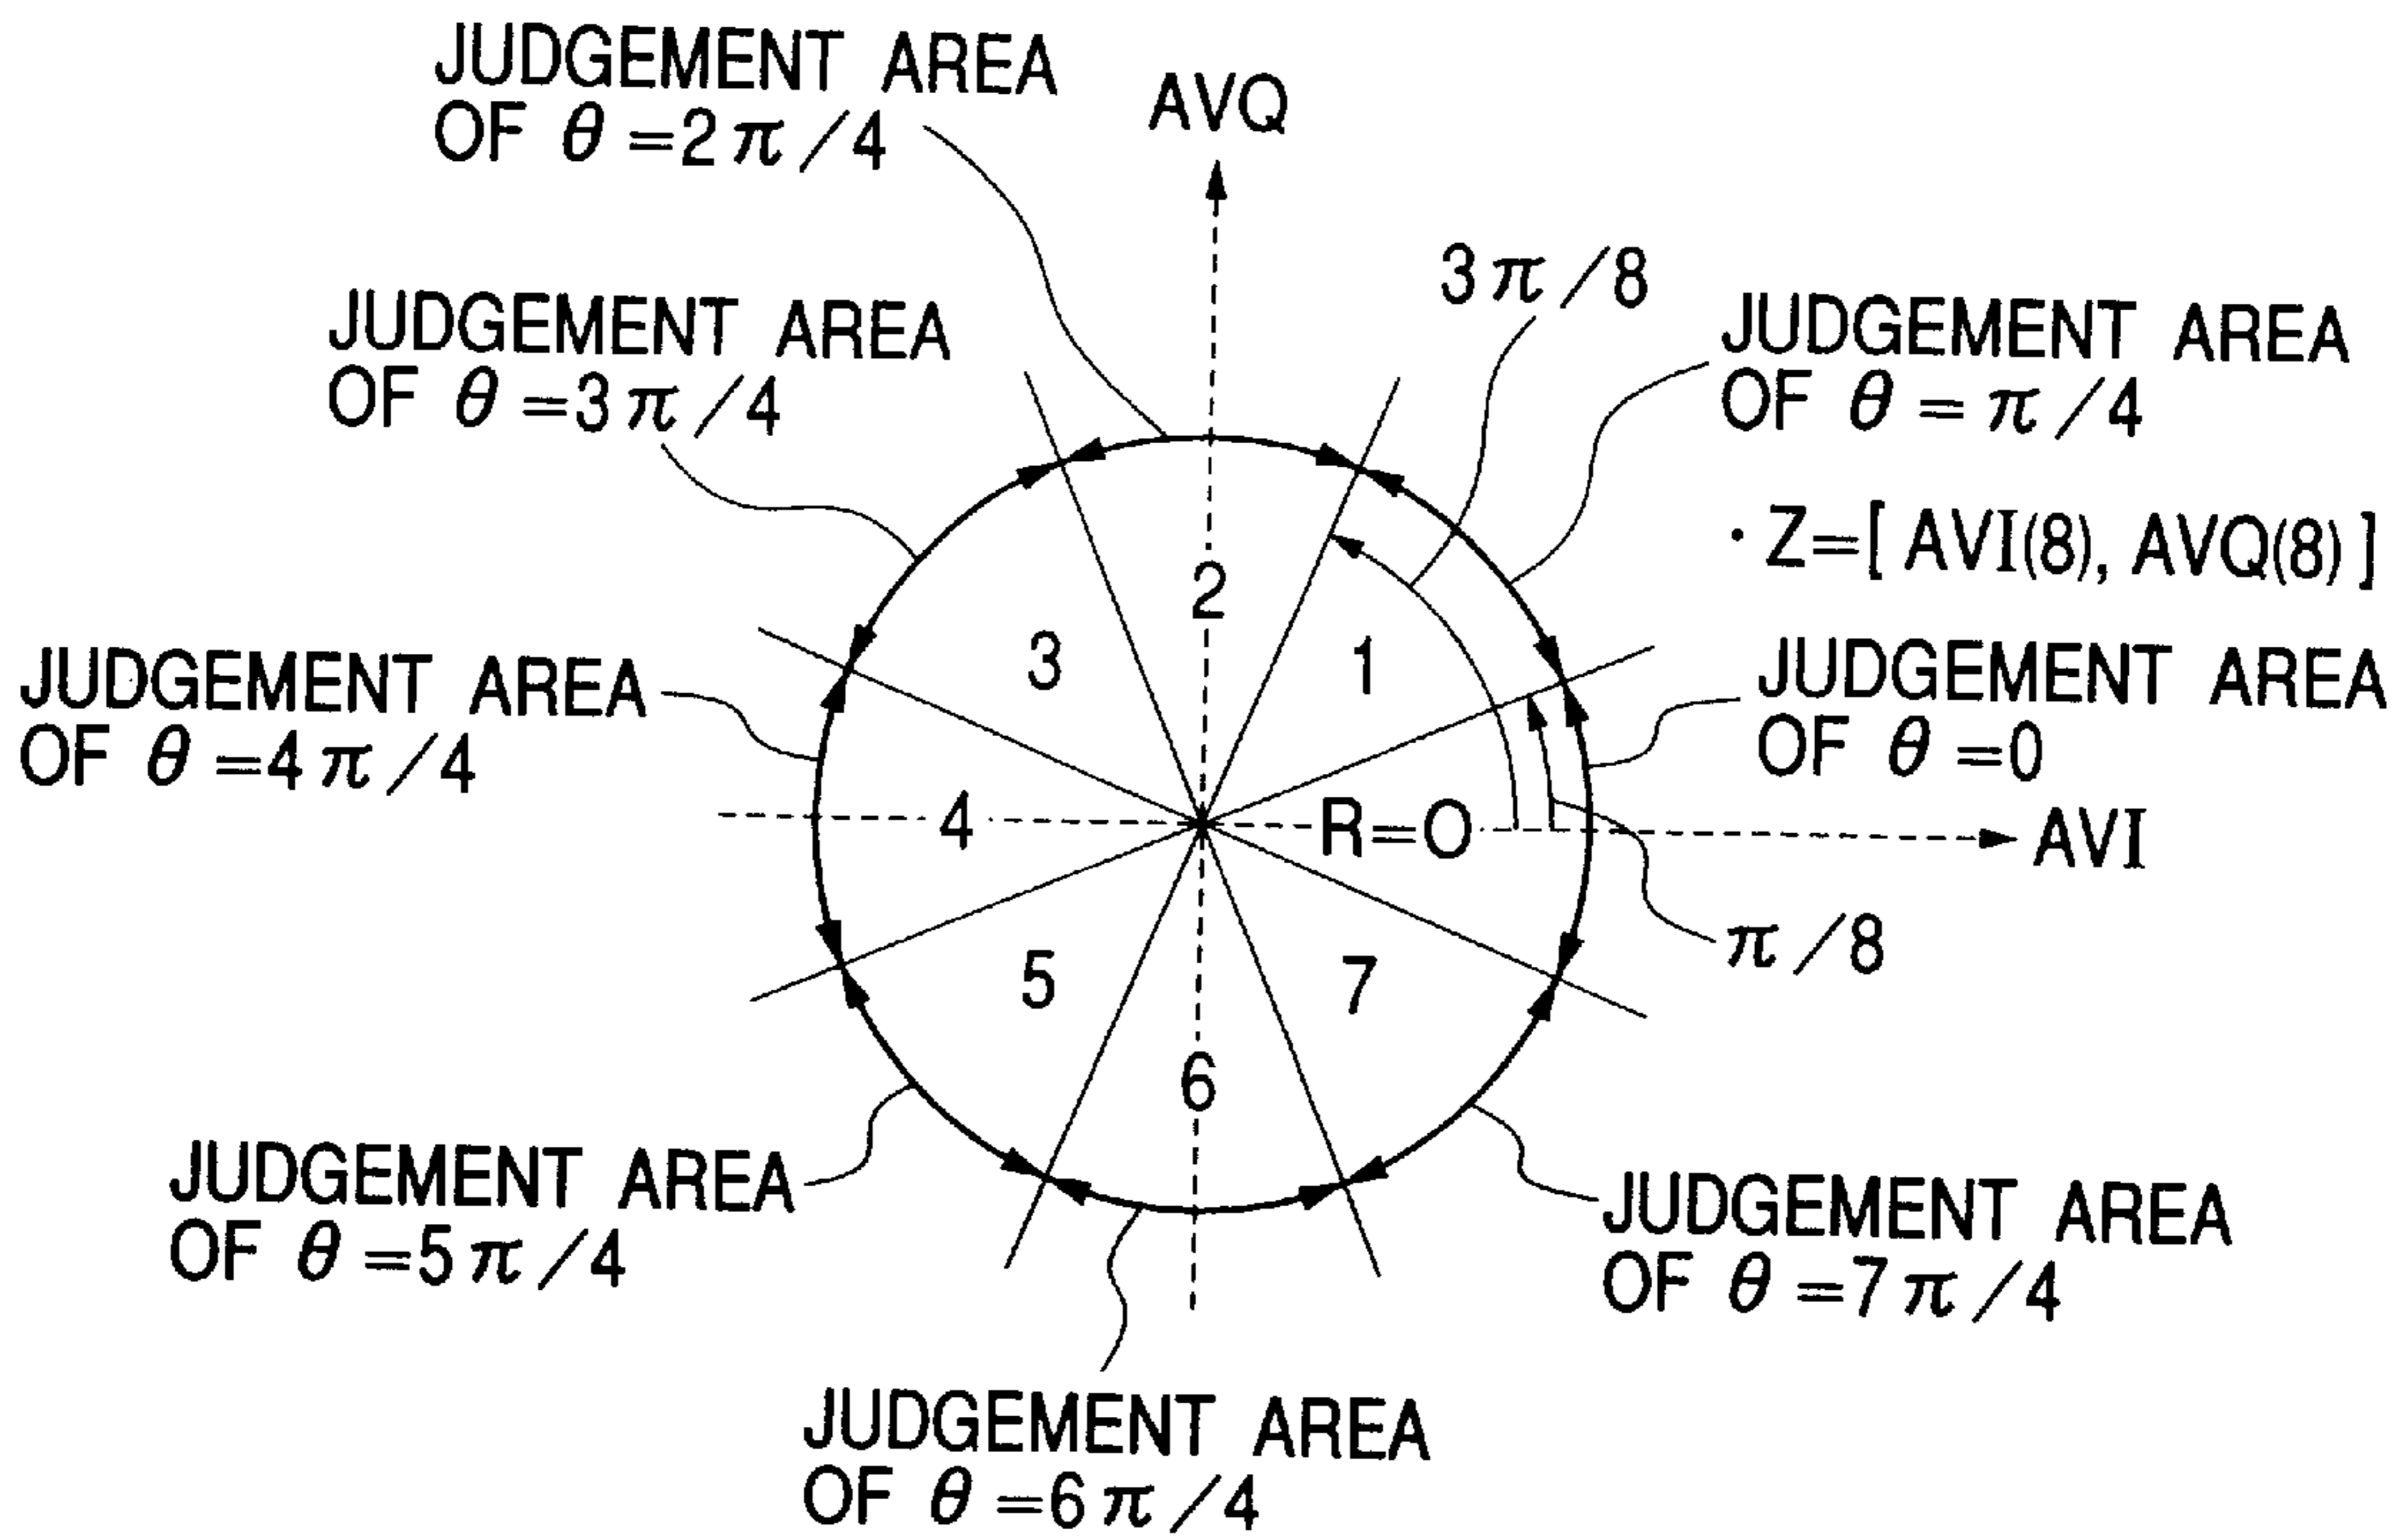 JUDGEMENT AREA
OF θ =2π/4
AVQ
3π/8
JUDGEMENT AREA
OF θ =3π/4
JUDGEMENT AREA
OF θ =π/4
· Z=[ AVI(8), AVQ(8) ]
2
3
1
JUDGEMENT AREA
OF θ =4π/4
JUDGEMENT AREA
OF θ =0
4
R=0
AVI
π/8
5
7
6
JUDGEMENT AREA
OF θ =5π/4
JUDGEMENT AREA
OF θ =7π/4
JUDGEMENT AREA
OF θ =6π/4